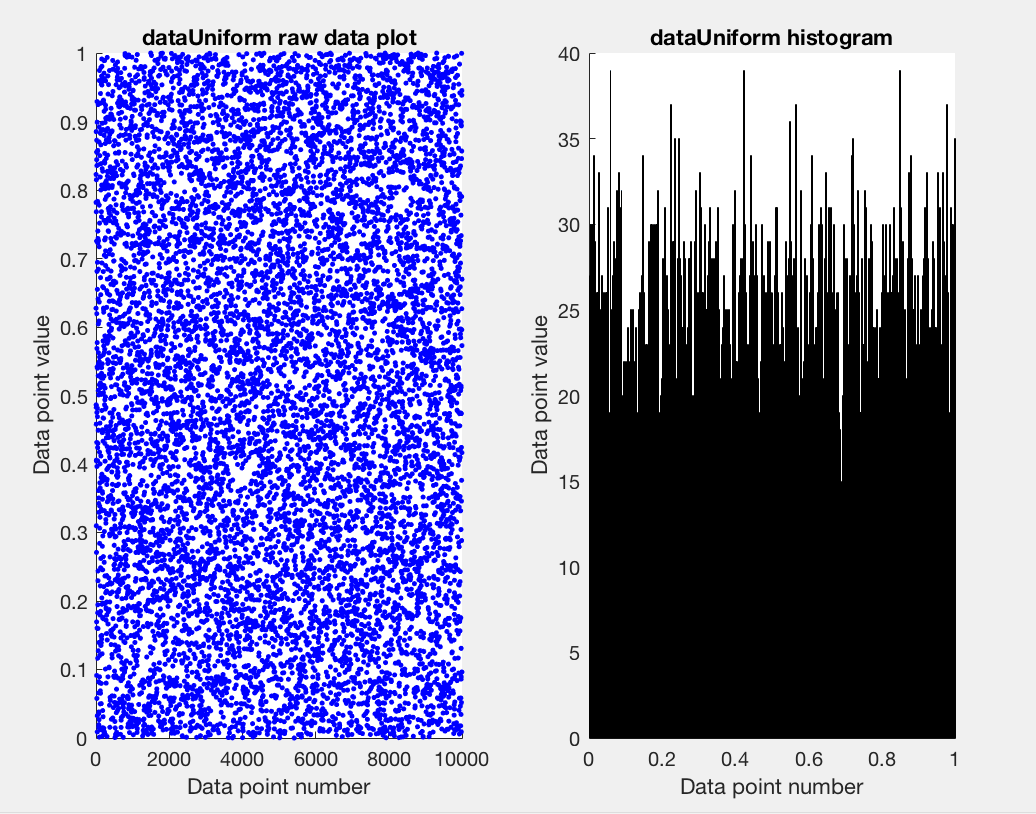 dataUniform raw data plot
1
0.9
0.8
0.7
0.6
0.5
0.4
0.3
0.2
0.1
0
Data point value
0 2000 4000 6000 8000 10000
Data point number
dataUniform histogram
40
35
30
25
20
15
10
5
0
Data point value
0 0.2 0.4 0.6 0.8 1
Data point number